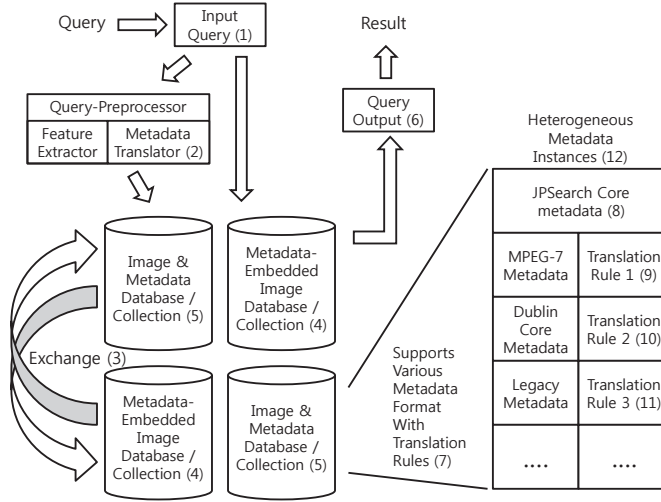 Query
Input
Query (1)
Result
Query-Preprocessor
Feature
Extractor
Metadata
Translator (2)
Query
Output (6)
Heterogeneous
Metadata
Instances (12)
JPSearch Core
metadata (8)
MPEG-7
Metadata
Translation
Rule 1 (9)
Dublin
Core
Metadata
Translation
Rule 2 (10)
Legacy
Metadata
Translation
Rule 3 (11)
....
....
Image &
Metadata
Database /
Collection (5)
Metadata-
Embedded
Image
Database /
Collection (4)
Exchange (3)
Metadata-
Embedded
Image
Database /
Collection (4)
Image &
Metadata
Database /
Collection (5)
Supports
Various
Metadata
Format
With
Translation
Rules (7)